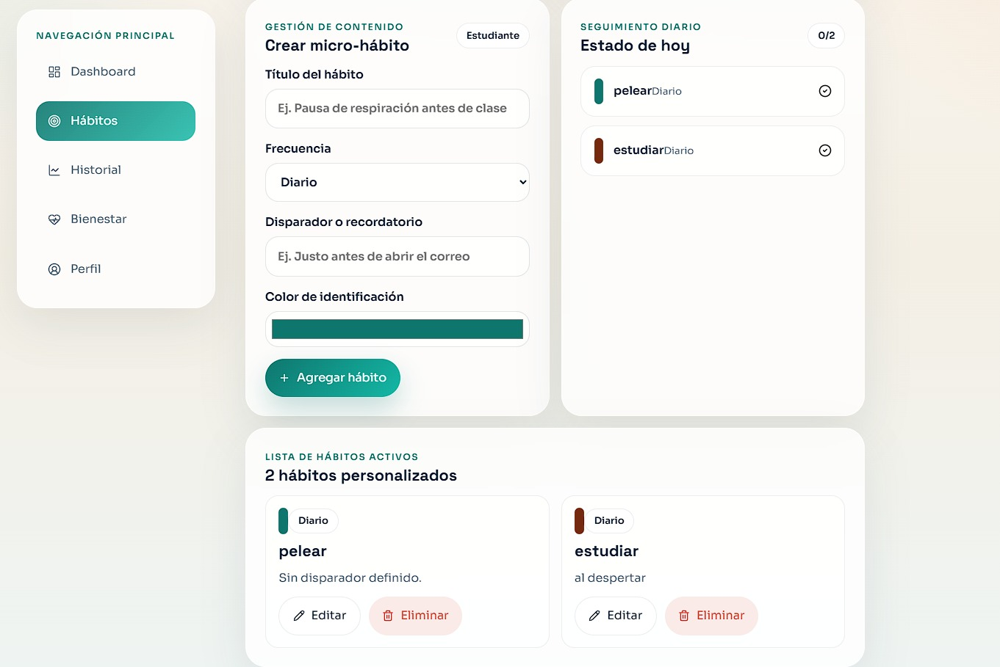 NAVEGACIÓN PRINCIPAL
Dashboard
Hábitos
Historial
Bienestar
Perfil
GESTIÓN DE CONTENIDO
Crear micro-hábito
Estudiante
Título del hábito
Ej. Pausa de respiración antes de clase
Frecuencia
Diario
Disparador o recordatorio
Ej. Justo antes de abrir el correo
Color de identificación
+ Agregar hábito
SEGUIMIENTO DIARIO
Estado de hoy
0/2
pelearDiario
estudiarDiario
LISTA DE HÁBITOS ACTIVOS
2 hábitos personalizados
Diario
pelear
Sin disparador definido.
Editar
Eliminar
Diario
estudiar
al despertar
Editar
Eliminar